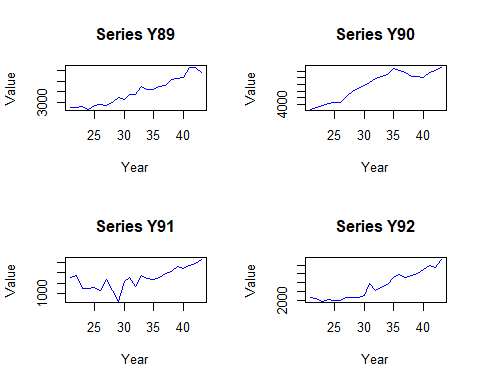 Series Y89
Value
3000
25 30 35 40
Year
Series Y90
Value
4000
25 30 35 40
Year
Series Y91
Value
1000
25 30 35 40
Year
Series Y92
Value
2000
25 30 35 40
Year